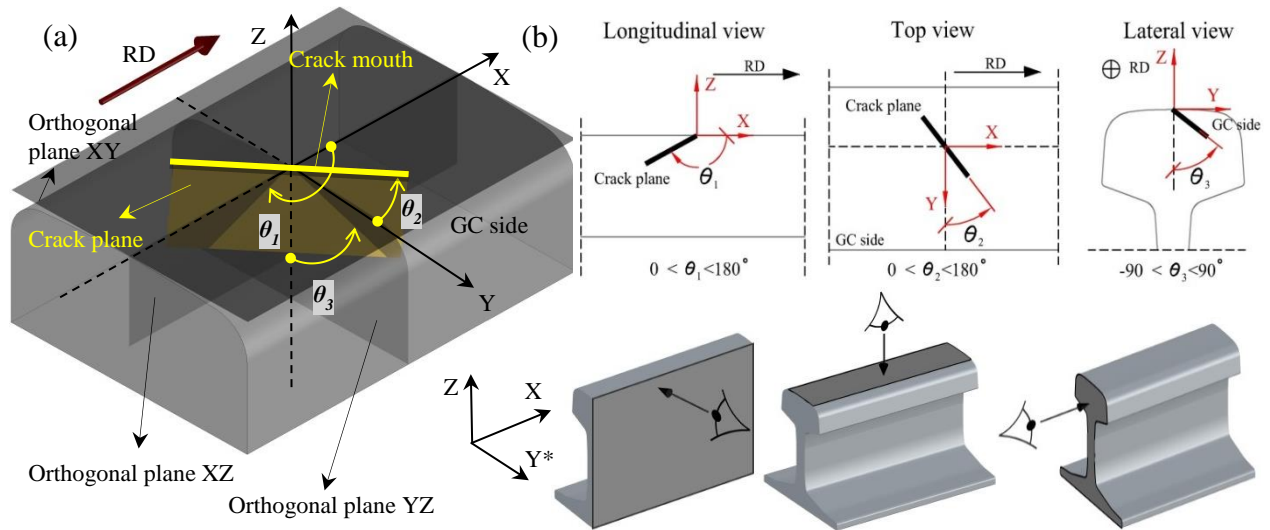 (a)
RD
Z
Crack mouth
X
Orthogonal
plane XY
Crack plane
θ1
θ2
θ3
GC side
Y
Orthogonal plane XZ
Orthogonal plane YZ
Z
X
Y*
(b)
Longitudinal view
RD
Z
X
Crack plane
θ1
0 < θ1<180°
Top view
RD
Crack plane
X
Y
GC side
θ2
0 < θ2<180°
Lateral view
RD
Z
Y
GC side
θ3
-90 < θ3<90°